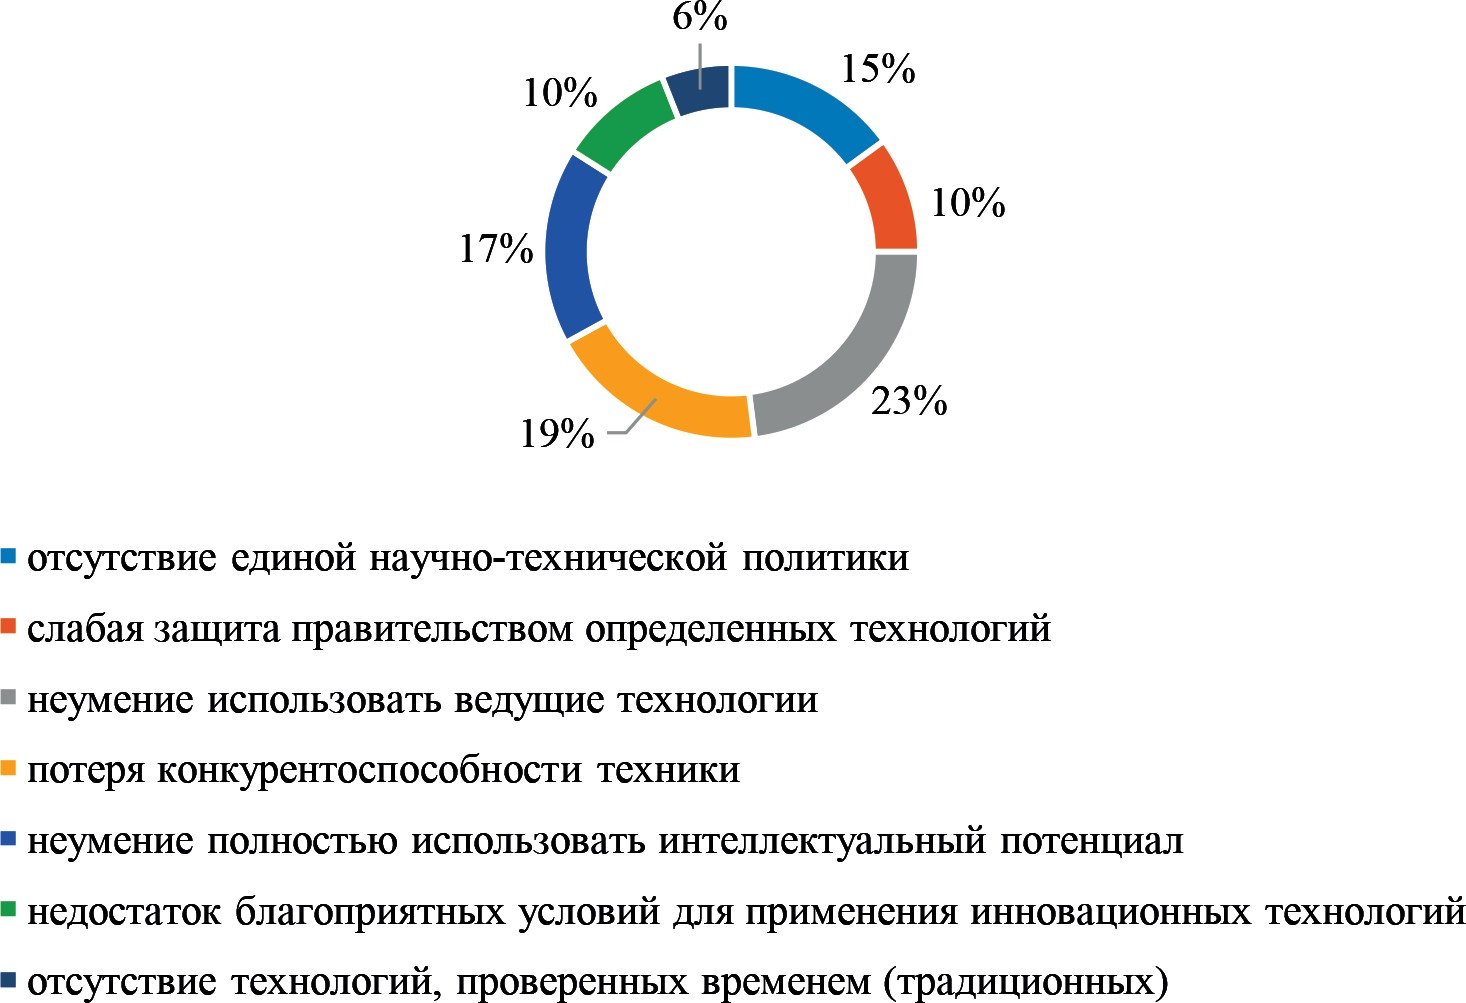 6%
15%
10%
10%
17%
23%
19%
отсутствие единой научно-технической политики
слабая защита правительством определенных технологий
неумение использовать ведущие технологии
потеря конкурентоспособности техники
неумение полностью использовать интеллектуальный потенциал
недостаток благоприятных условий для применения инновационных технологий
отсутствие технологий, проверенных временем (традиционных)